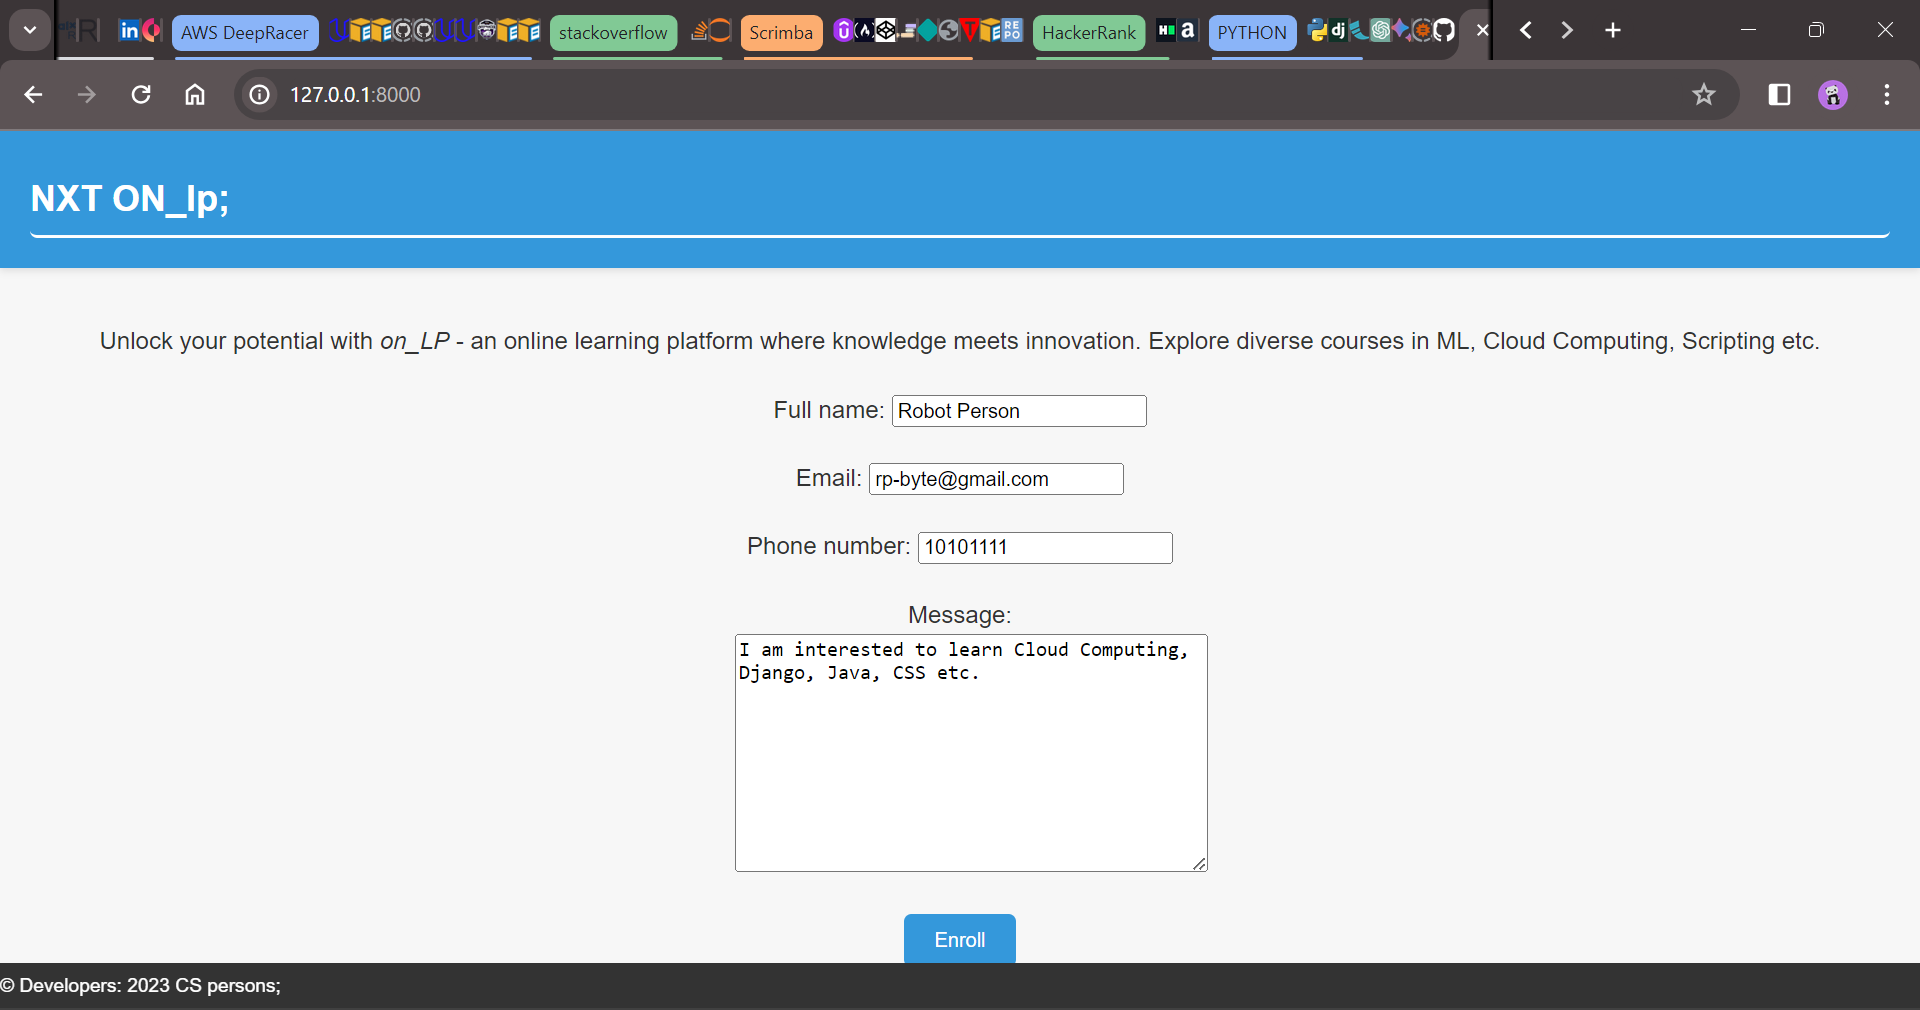 AWS DeepRacer
stackoverflow
Scrimba
HackerRank
PYTHON
127.0.0.1:8000
NXT ON_lp;
Unlock your potential with on_LP - an online learning platform where knowledge meets innovation. Explore diverse courses in ML, Cloud Computing, Scripting etc.
Full name: Robot Person
Email: rp-byte@gmail.com
Phone number: 10101111
Message:
I am interested to learn Cloud Computing,
Django, Java, CSS etc.
Enroll
© Developers: 2023 CS persons;